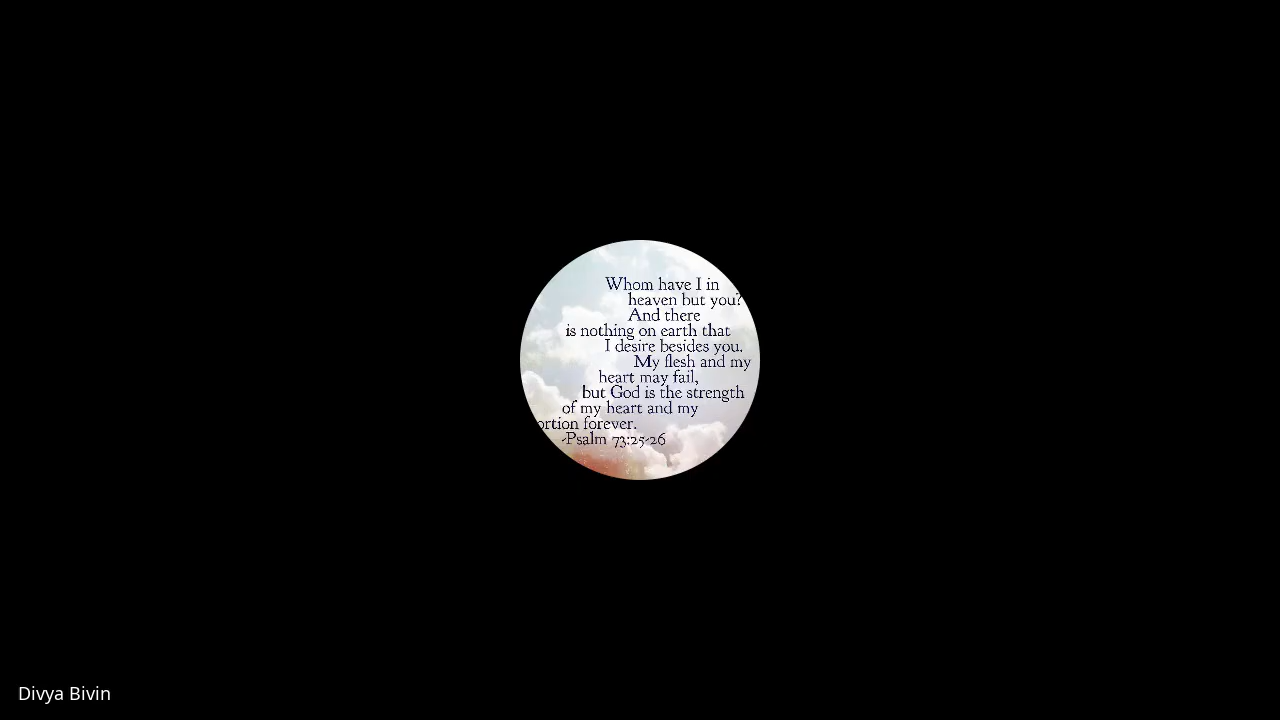 Whom have I in
heaven but you?
And there
is nothing on earth that
I desire besides you.
My flesh and my
heart may fail,
but God is the strength
of my heart and my
ortion forever.
-Psalm 73:25-26
Divya Bivin